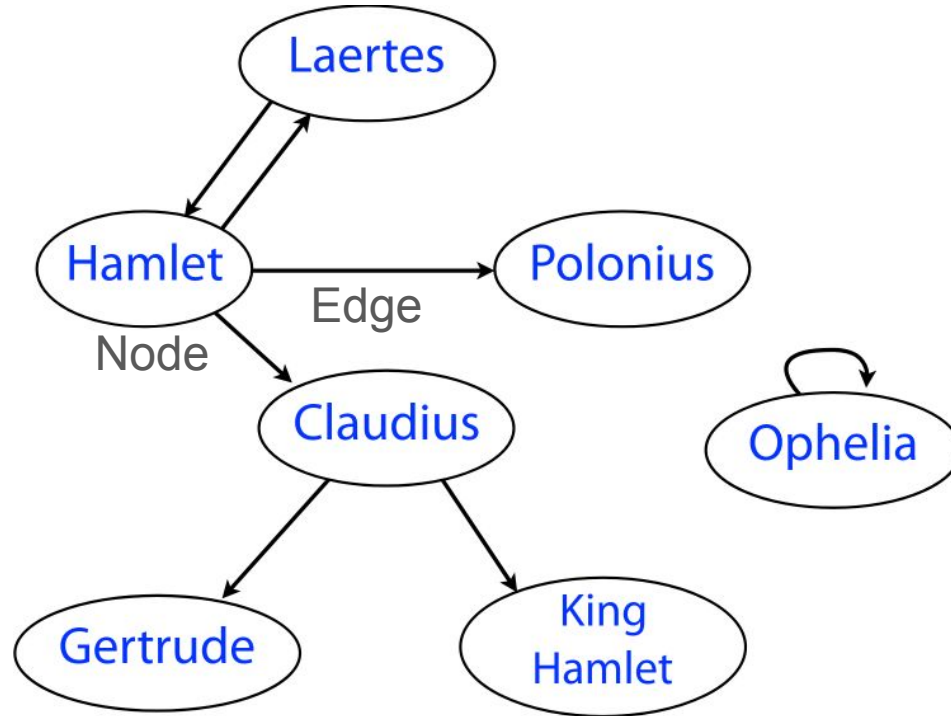 Laertes
Hamlet
Polonius
Edge
Node
Claudius
Ophelia
Gertrude
King
Hamlet